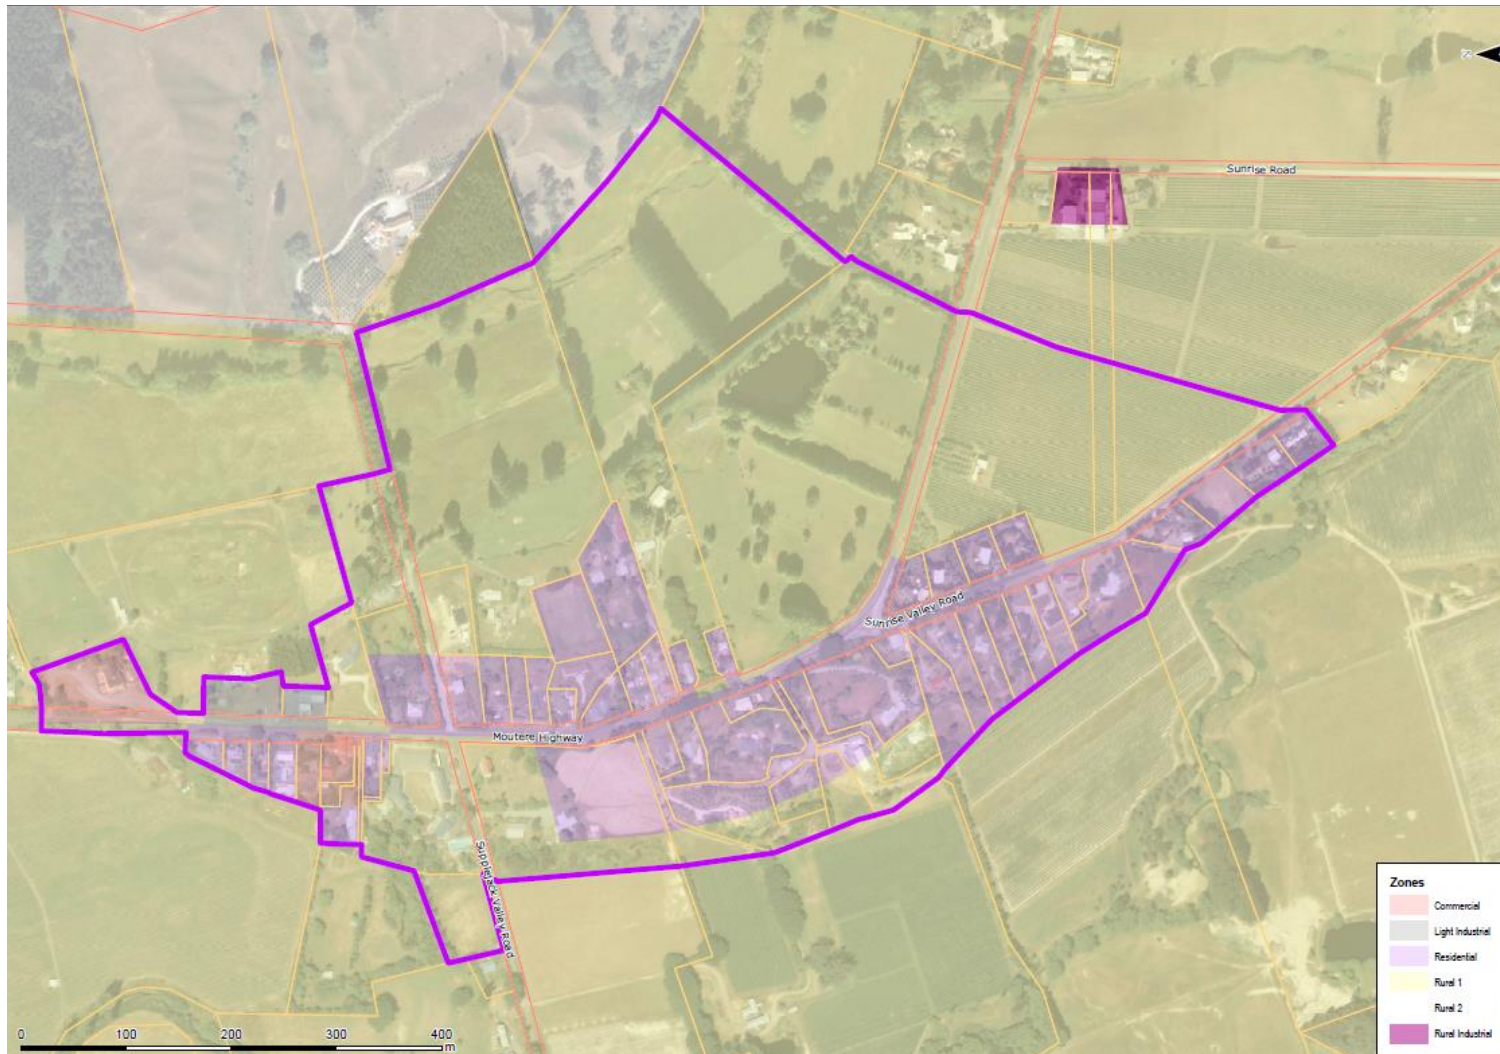 Sunrise Road
Sunrise Valley Road
Moutere Highway
Supplejack Valley Road
Zones
Commercial
Light Industrial
Residential
Rural 1
Rural 2
Rural Industrial
0 100 200 300 400
m